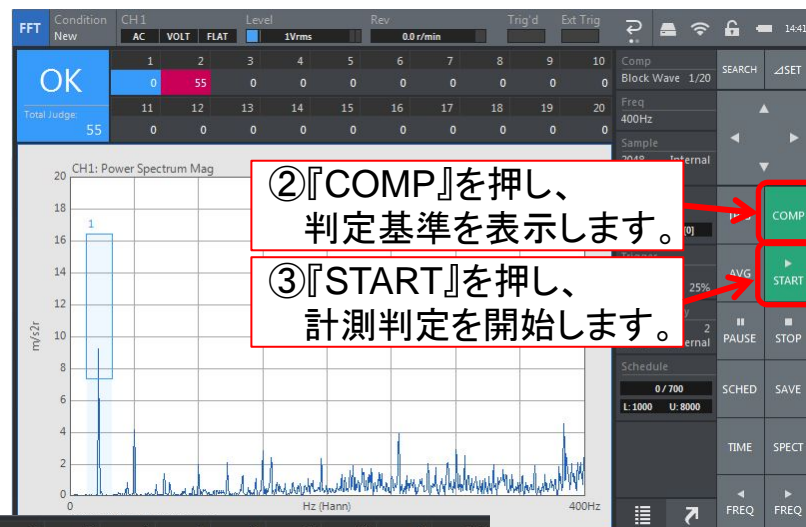 FFT Condition New CH1 AC VOLT FLAT Level 1Vrms Rev 0.0 r/min Trig'd Ext Trig 14:41
OK
Total Judge:
55
1 2 3 4 5 6 7 8 9 10
0 55 0 0 0 0 0 0 0 0
11 12 13 14 15 16 17 18 19 20
0 0 0 0 0 0 0 0 0 0
Comp
Block Wave 1/20
Freq
400Hz
Sample
2048 Internal
[0]
25%
2
ernal
Schedule
0 / 700
L: 1000 U: 8000
SEARCH ⊿SET
COMP
AVG START
PAUSE STOP
SCHED SAVE
TIME SPECT
FREQ FREQ
CH1: Power Spectrum Mag
20
18
16
14
12
10
8
6
4
2
0
m/s2r
1
0 Hz (Hann) 400Hz
②『COMP』を押し、
判定基準を表示します。
③『START』を押し、
計測判定を開始します。